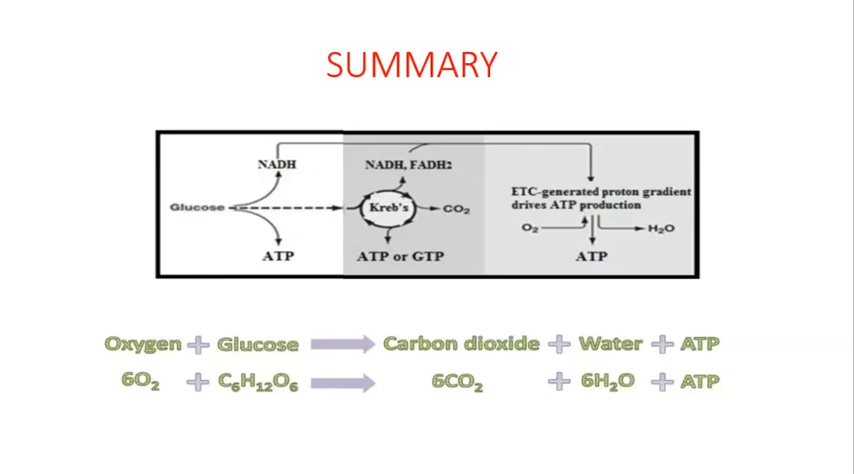 SUMMARY
NADH
NADH, FADH2
Glucose
Kreb's
CO₂
ETC-generated proton gradient
drives ATP production
O₂
H₂O
ATP
ATP or GTP
ATP
Oxygen + Glucose → Carbon dioxide + Water + ATP
6O₂ + C₆H₁₂O₆ → 6CO₂ + 6H₂O + ATP